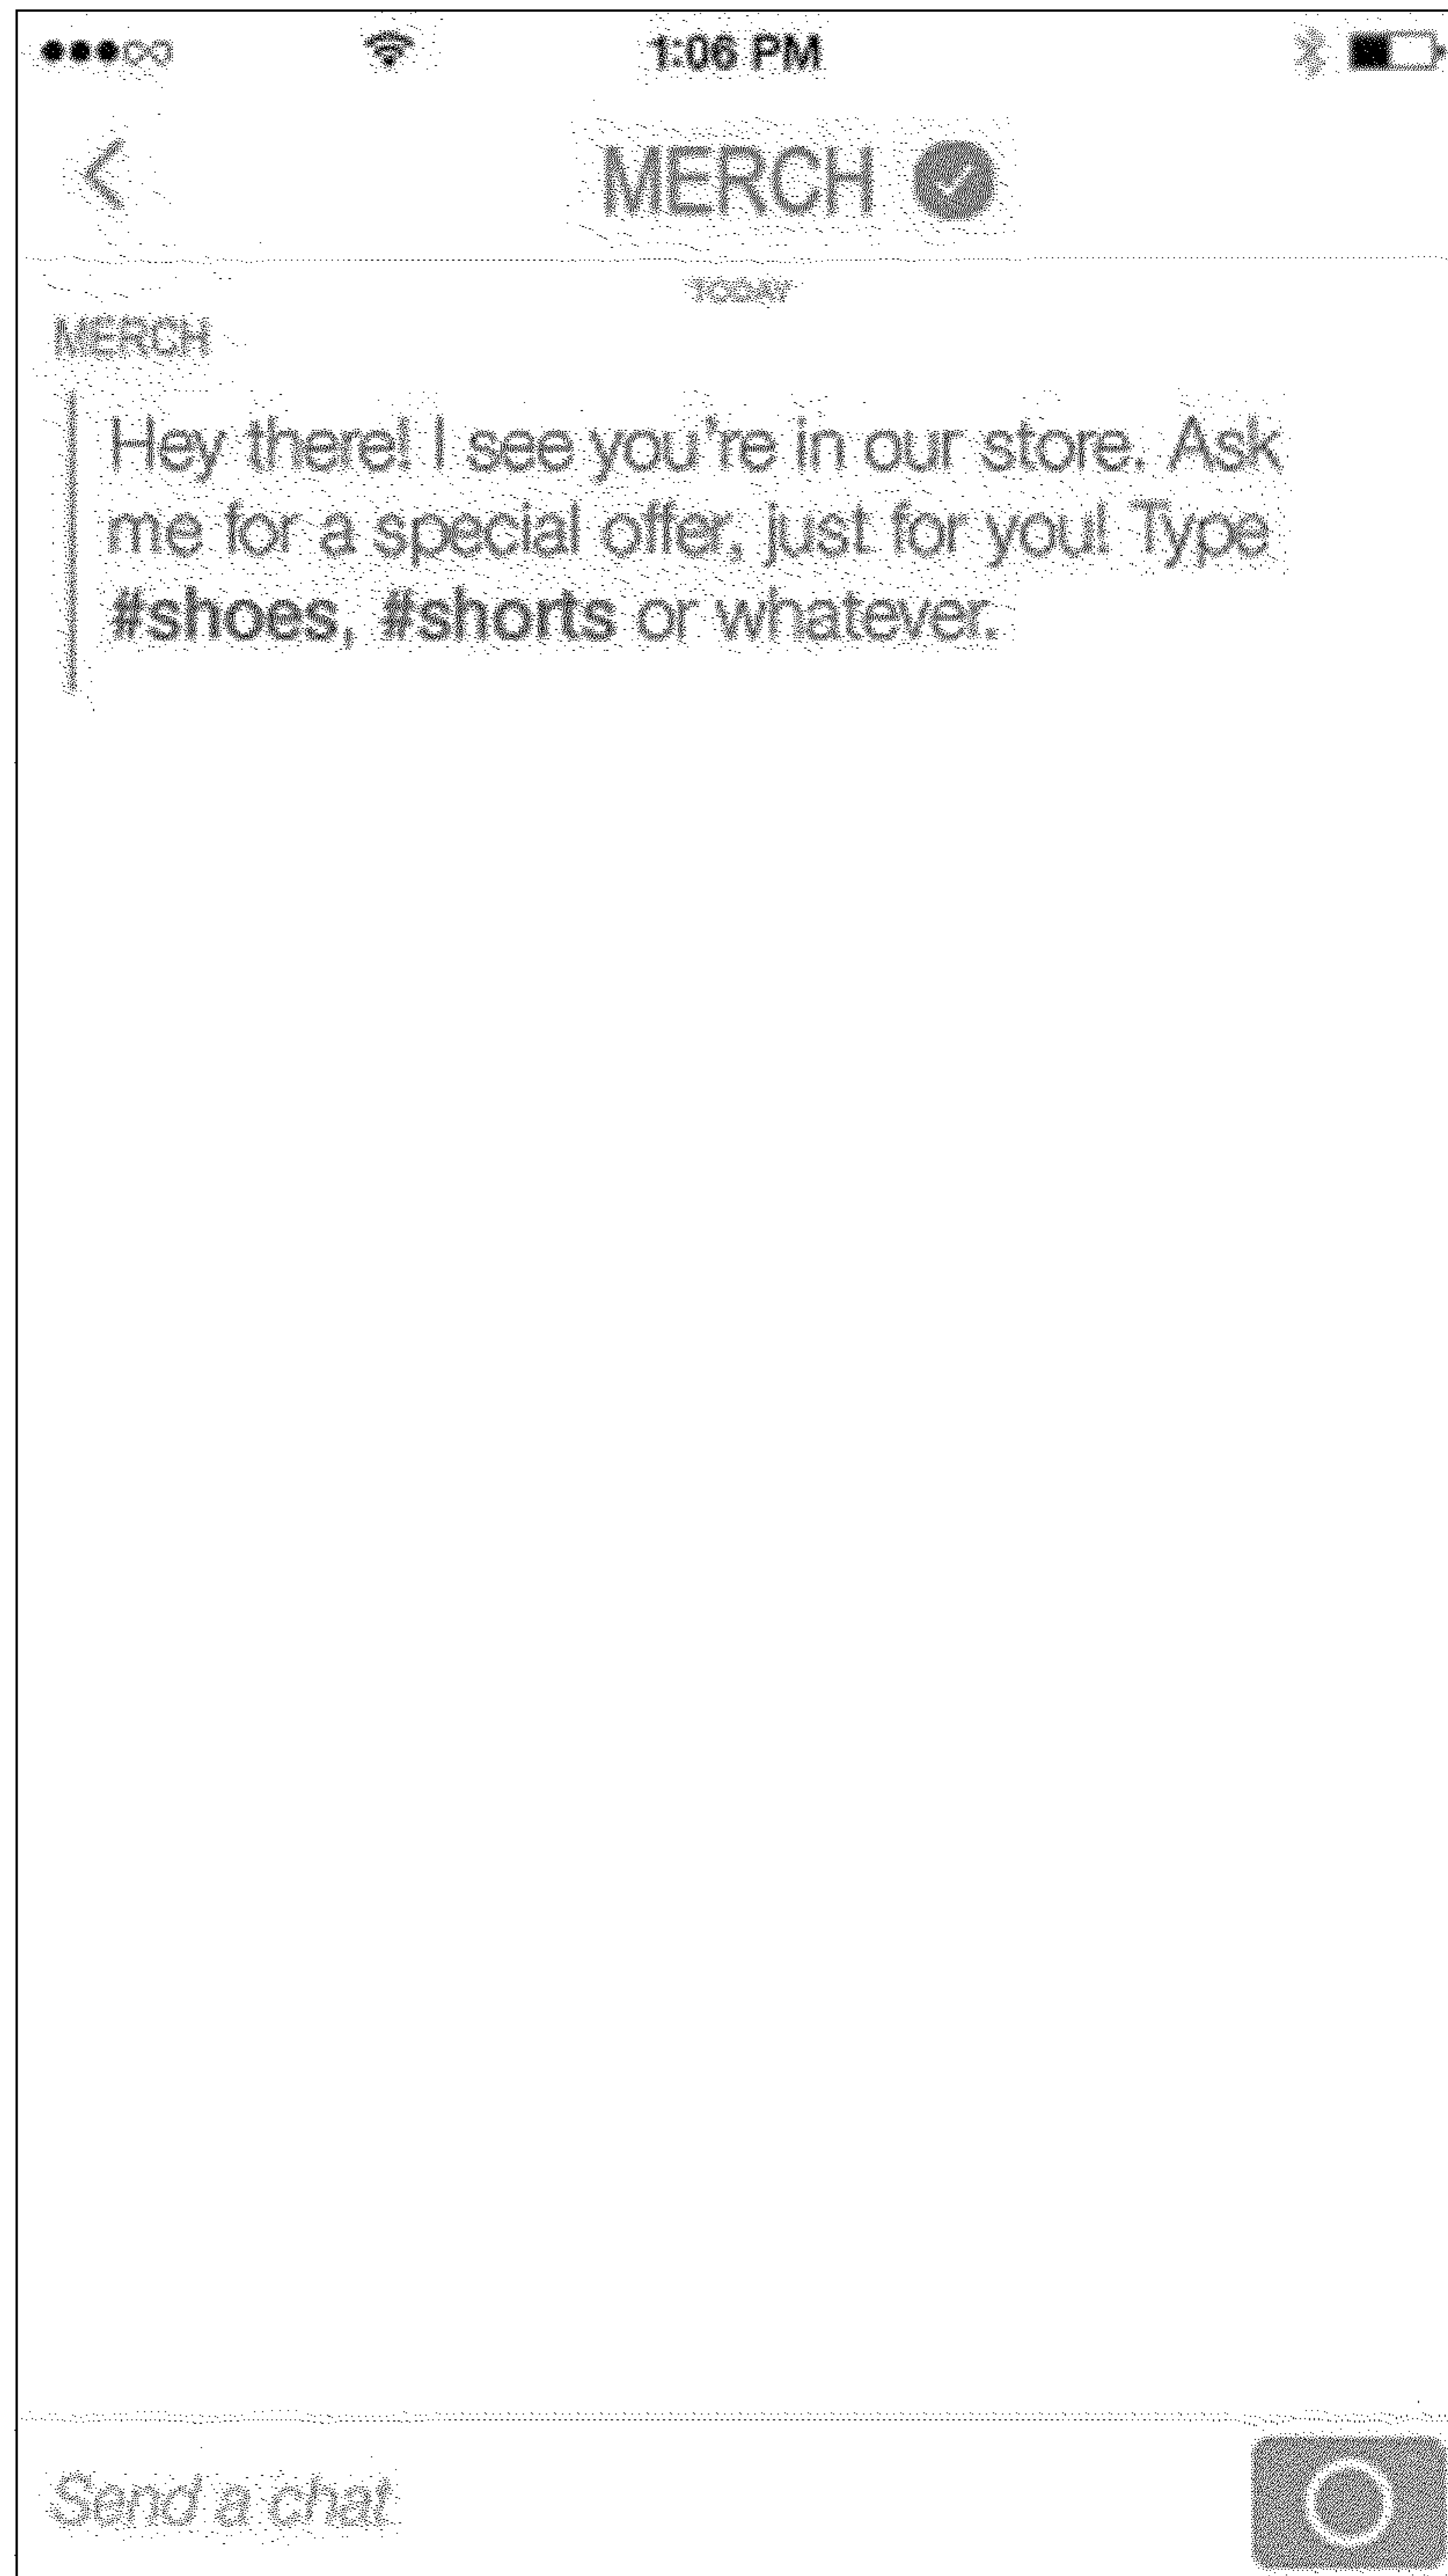 1:06 PM
MERCH
TODAY
MERCH
Hey there! I see you're in our store. Ask
me for a special offer, just for you! Type
#shoes, #shorts or whatever.
Send a chat